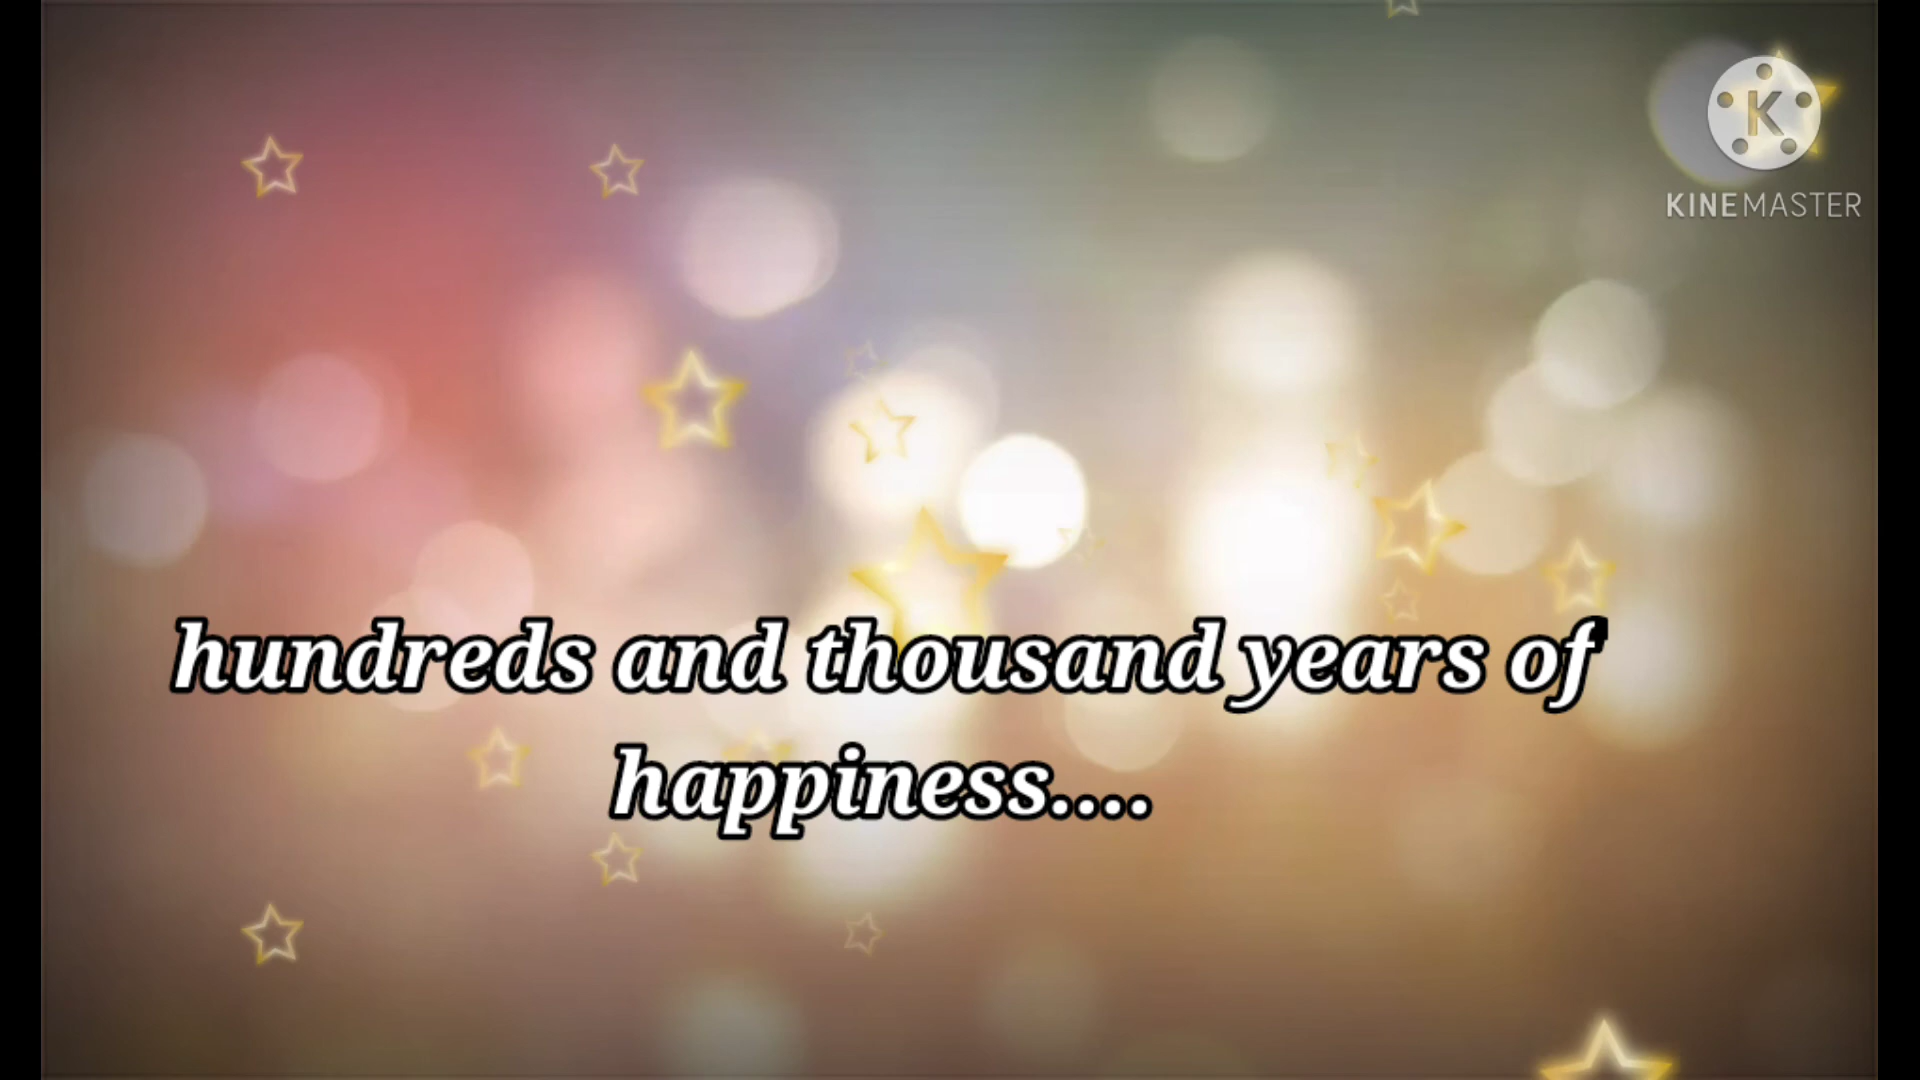 K
KINEMASTER
hundreds and thousand years of
happiness....